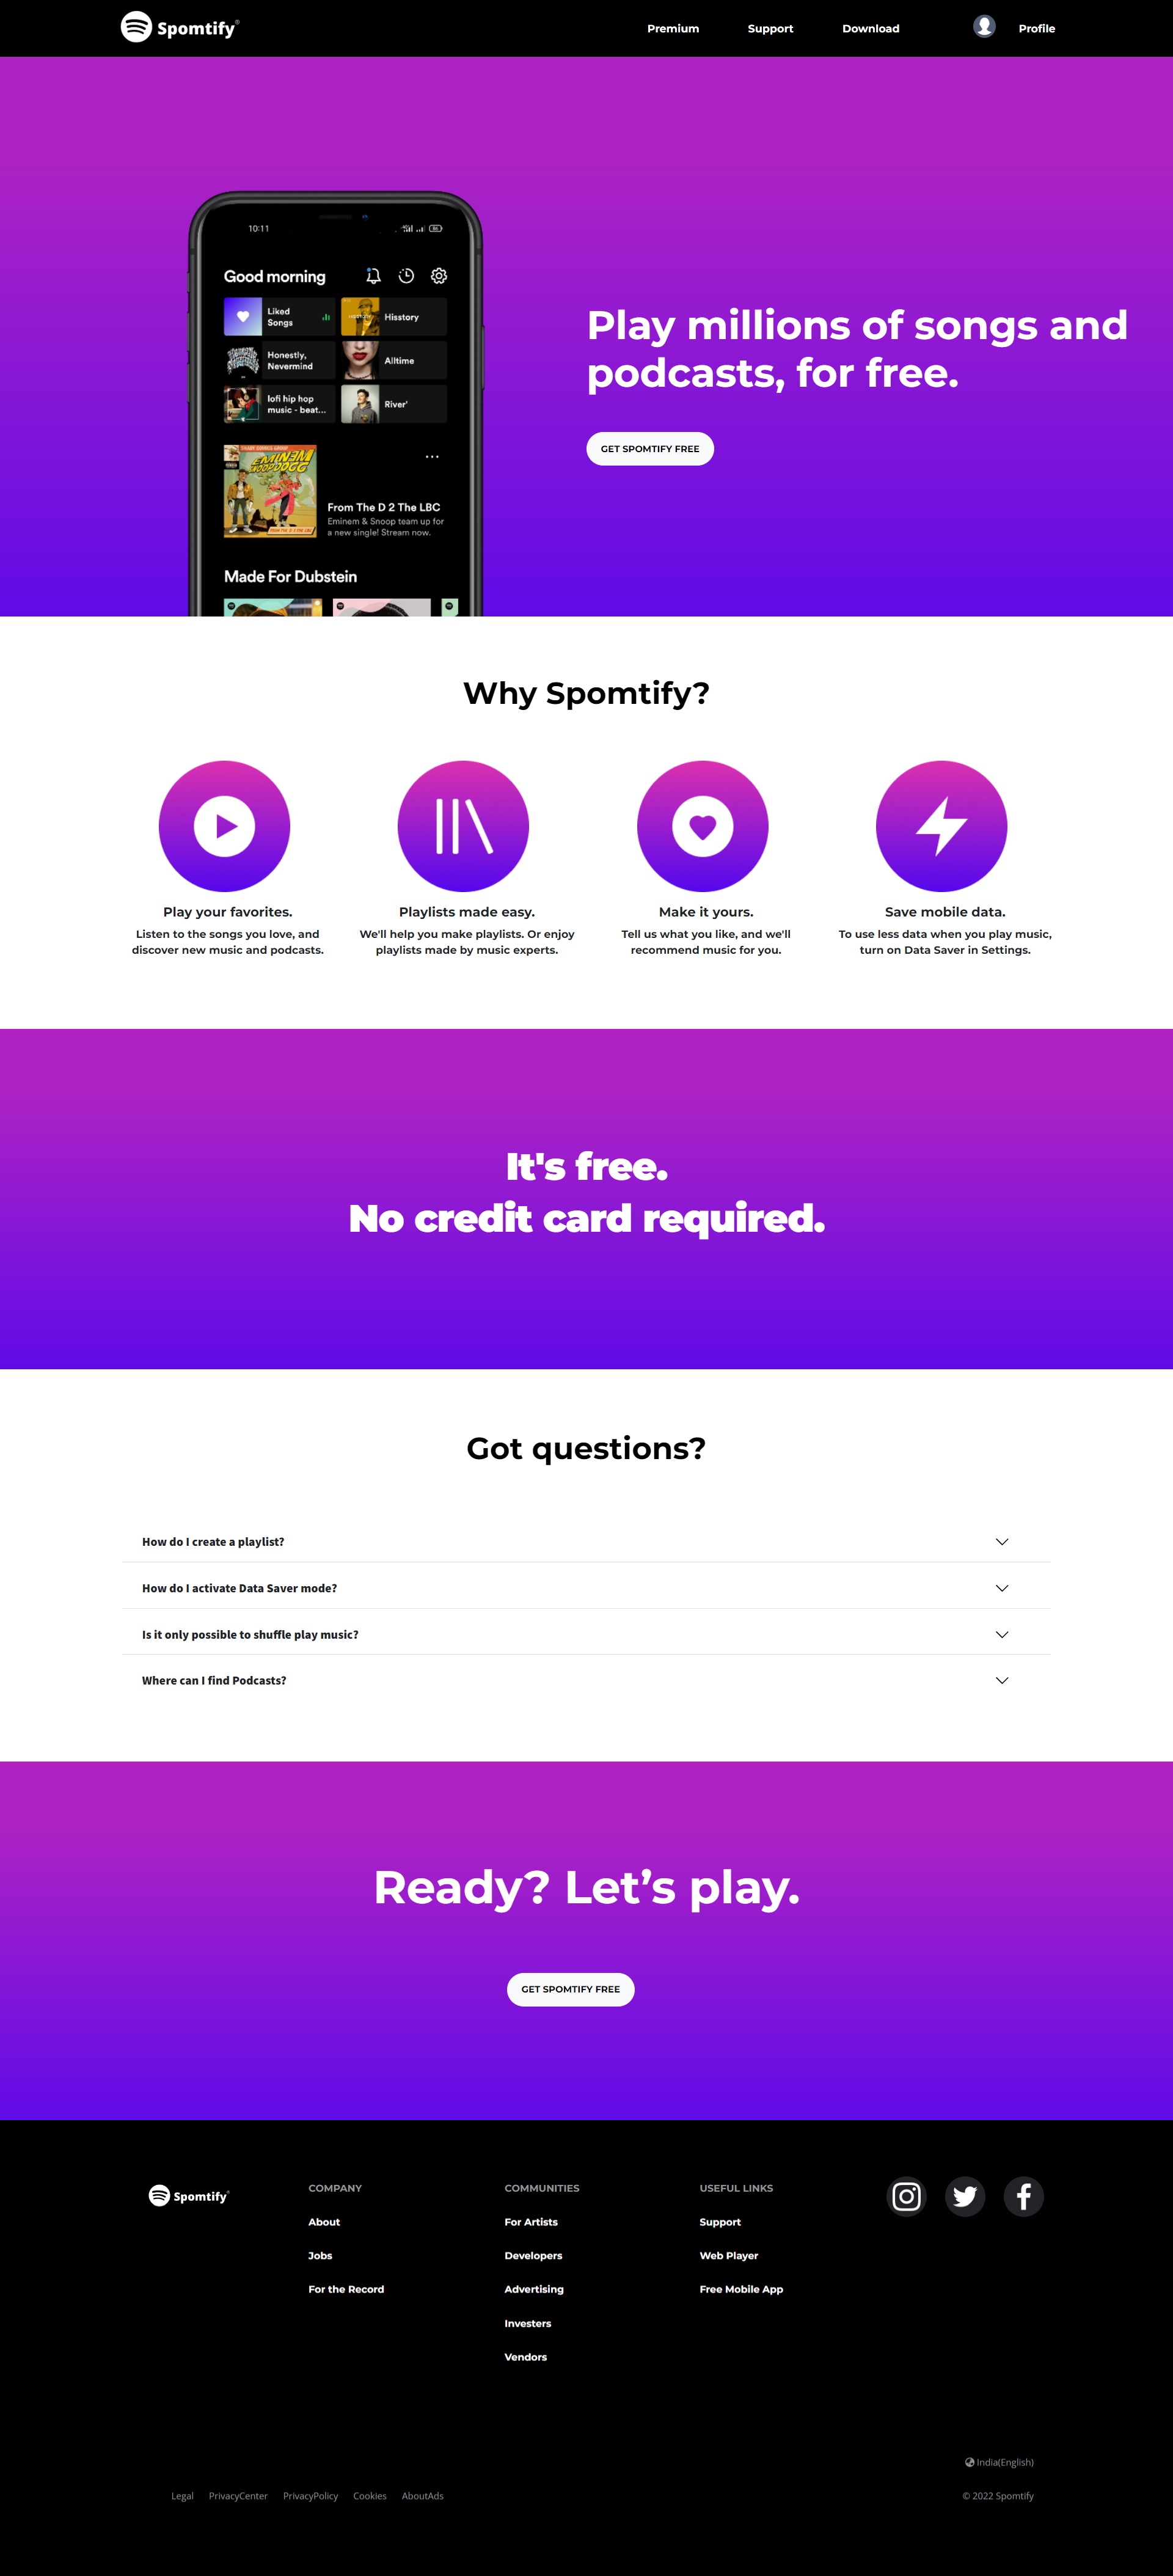 Spomtify®
Premium Support Download Profile
10:11
Good morning
Liked
Songs
Hisstory
Honestly,
Nevermind
Alltime
lofi hip hop
music - beat...
River'
EMINEM
SNOOP DOGG
From The D 2 The LBC
Eminem & Snoop team up for
a new single! Stream now.
Made For Dubstein
Play millions of songs and
podcasts, for free.
GET SPOMTIFY FREE
Why Spomtify?
Play your favorites.
Listen to the songs you love, and
discover new music and podcasts.
Playlists made easy.
We'll help you make playlists. Or enjoy
playlists made by music experts.
Make it yours.
Tell us what you like, and we'll
recommend music for you.
Save mobile data.
To use less data when you play music,
turn on Data Saver in Settings.
It's free.
No credit card required.
Got questions?
How do I create a playlist?
How do I activate Data Saver mode?
Is it only possible to shuffle play music?
Where can I find Podcasts?
Ready? Let’s play.
GET SPOMTIFY FREE
Spomtify®
COMPANY
About
Jobs
For the Record
COMMUNITIES
For Artists
Developers
Advertising
Investers
Vendors
USEFUL LINKS
Support
Web Player
Free Mobile App
India(English)
Legal PrivacyCenter PrivacyPolicy Cookies AboutAds
© 2022 Spomtify